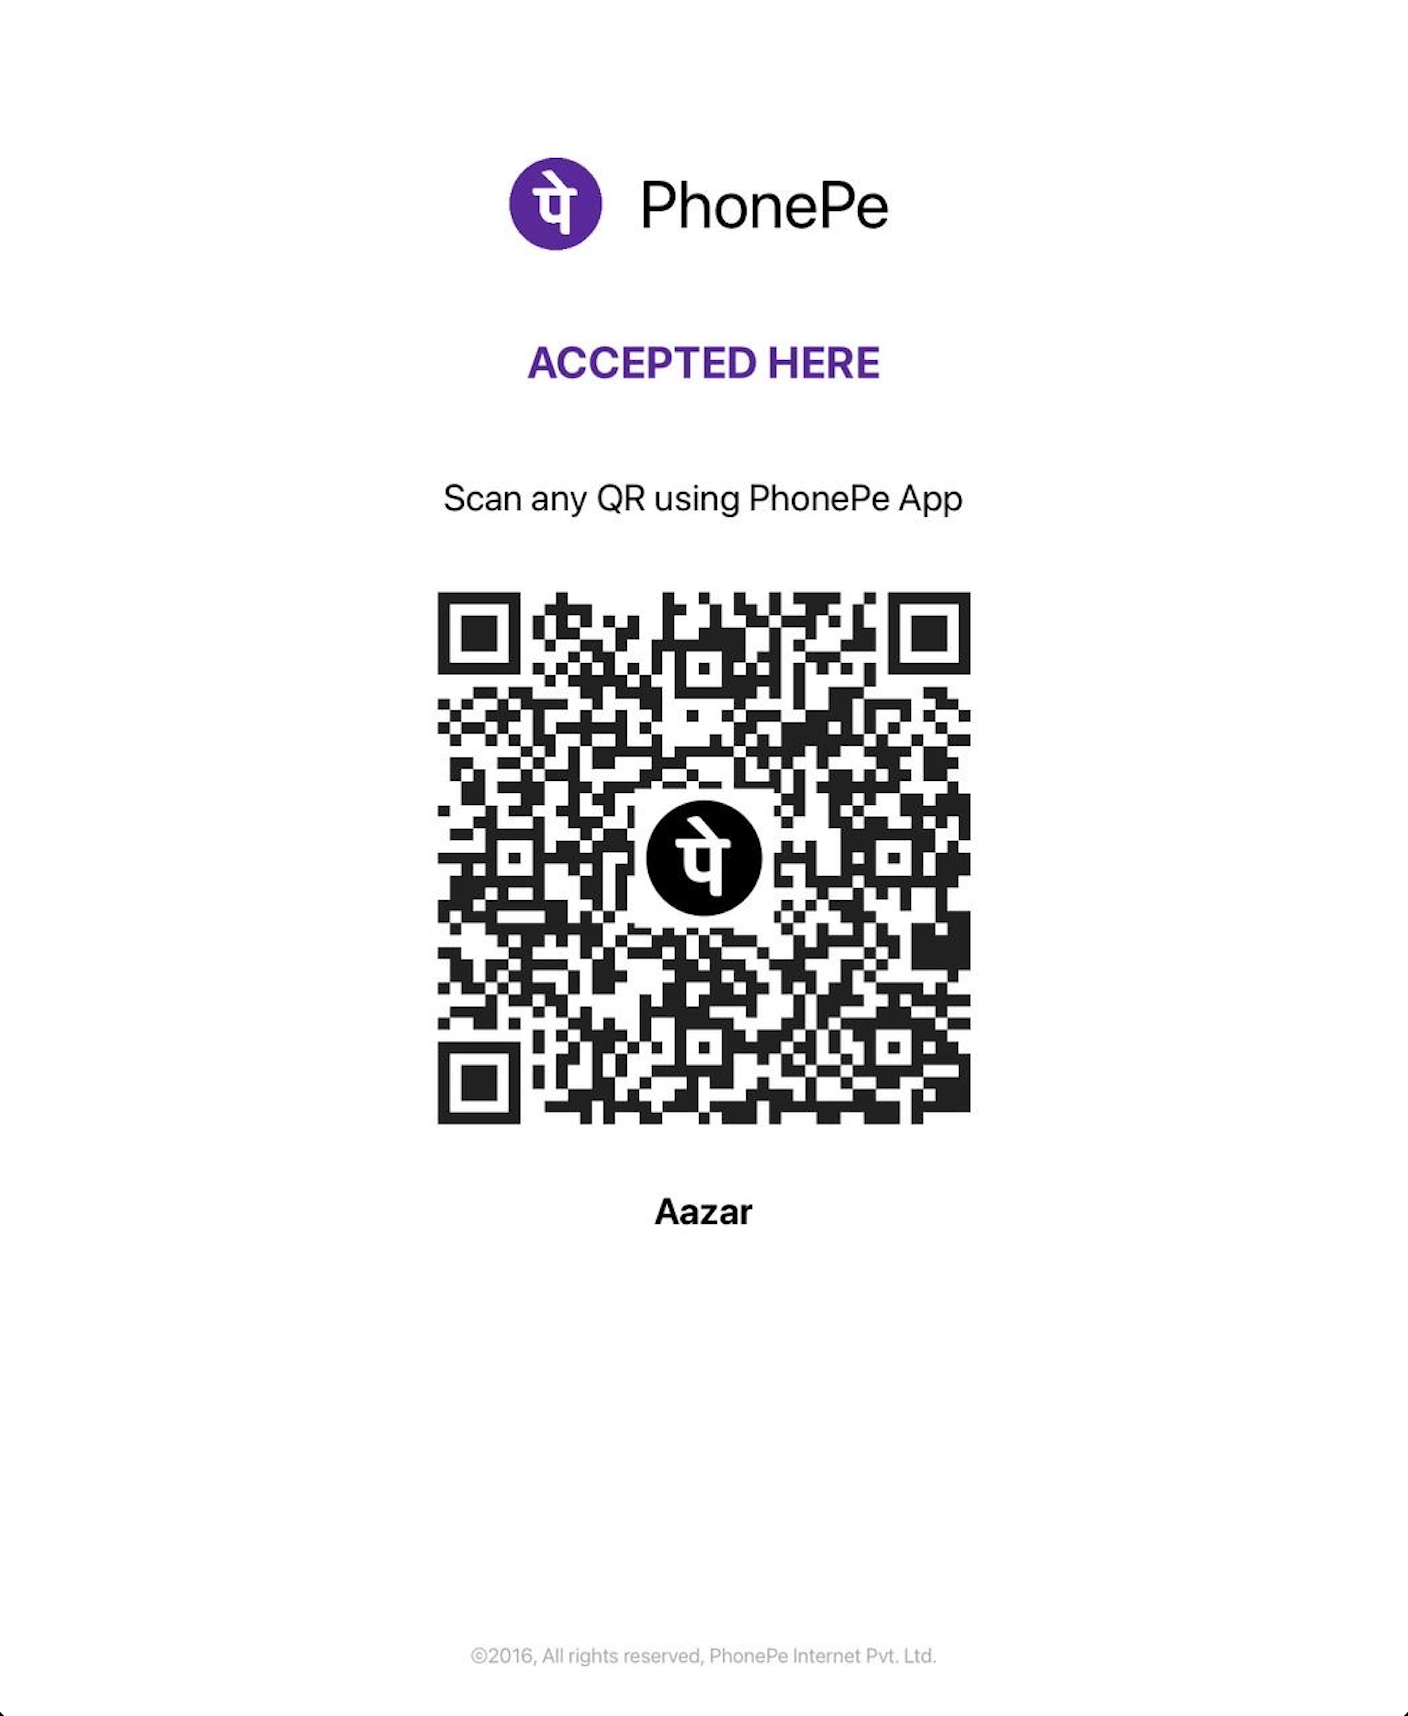 पे PhonePe
ACCEPTED HERE
Scan any QR using PhonePe App
पे
Aazar
©2016, All rights reserved, PhonePe Internet Pvt. Ltd.